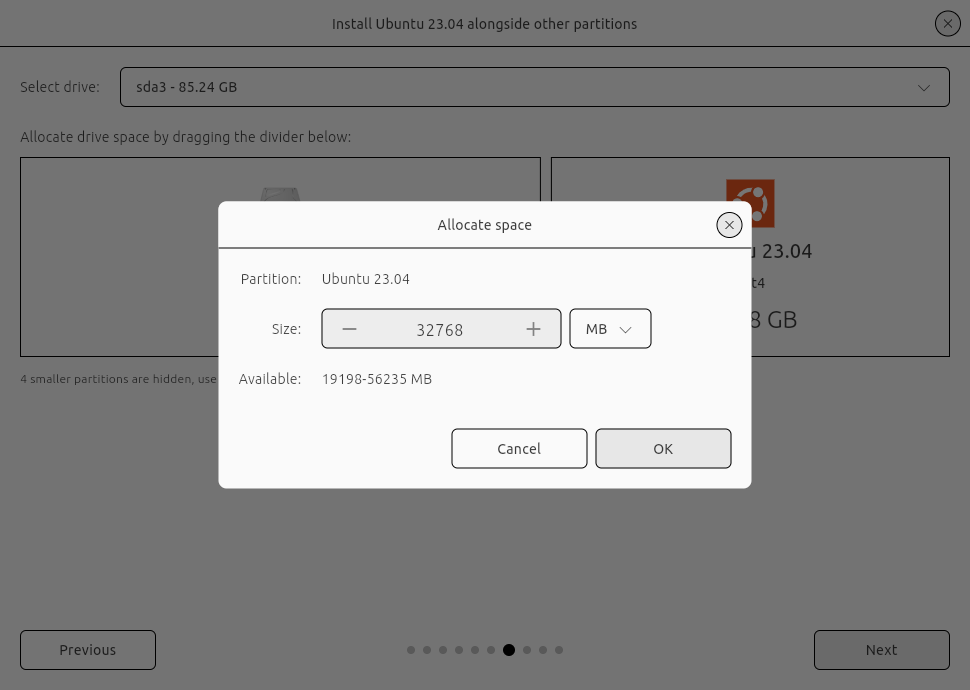 Install Ubuntu 23.04 alongside other partitions
Select drive: sda3 - 85.24 GB
Allocate drive space by dragging the divider below:
23.04
t4
GB
4 smaller partitions are hidden, use
Allocate space
Partition: Ubuntu 23.04
Size: 32768 MB
Available: 19198-56235 MB
Cancel OK
Previous Next